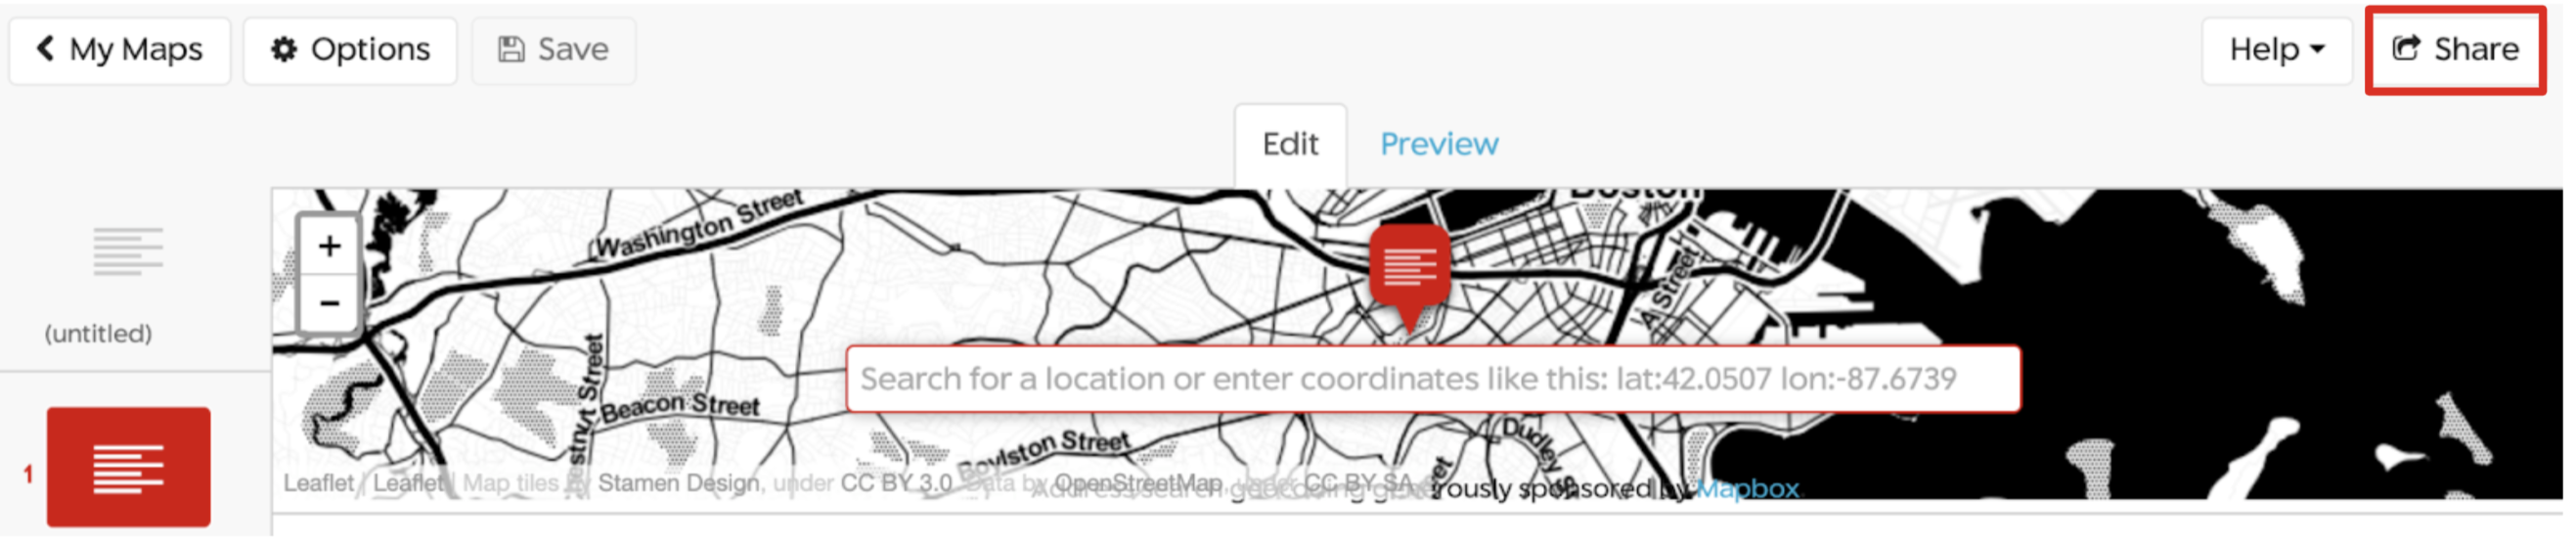 My Maps
Options
Save
Help
Share
Edit
Preview
Boston
Washington Street
+
A Street
−
(untitled)
Street
Search for a location or enter coordinates like this: lat:42.0507 lon:-87.6739
Beacon Street
Dudley
Boylston Street
1
Leaflet / Leaflet | Map tiles by Stamen Design, under CC BY 3.0 Data by OpenStreetMap, under CC BY SA
Address search geocoding rously sponsored by Mapbox